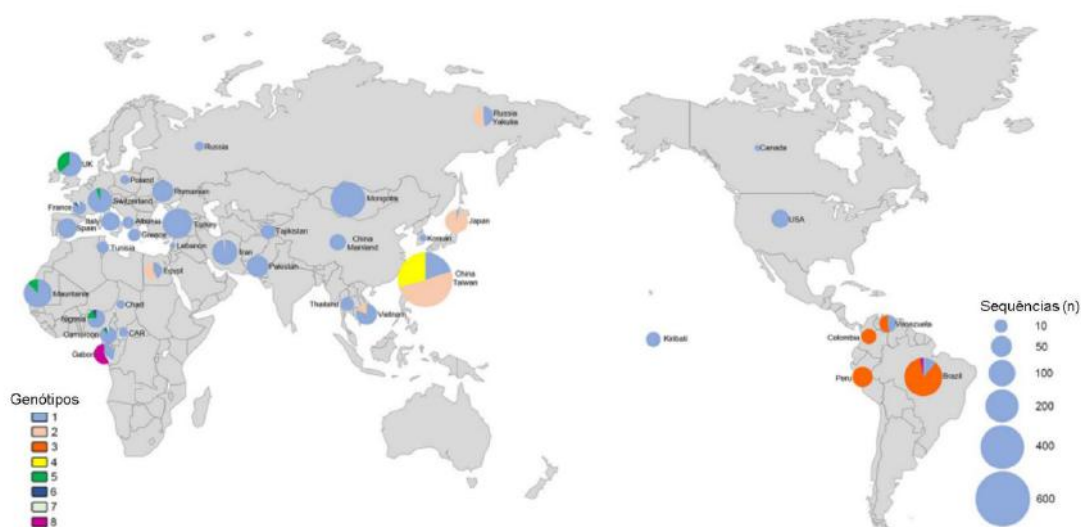 Russia
Yakutia
Russia
UK
Poland
Romanian
Switzerland
France
Mongolia
Italy
Albania
Turkey
Japan
Spain
Greece
Tajikistan
China
Mainland
Korean
USA
Canada
Tunisia
Lebanon
Iran
Pakistan
Egypt
China
Taiwan
Mauritania
Chad
Thailand
Vietnam
Nigeria
Cameroon
CAR
Gabon
Kiribati
Venezuela
Colombia
Peru
Brazil
Sequências (n)
10
50
100
200
400
600
Genótipos
1
2
3
4
5
6
7
8